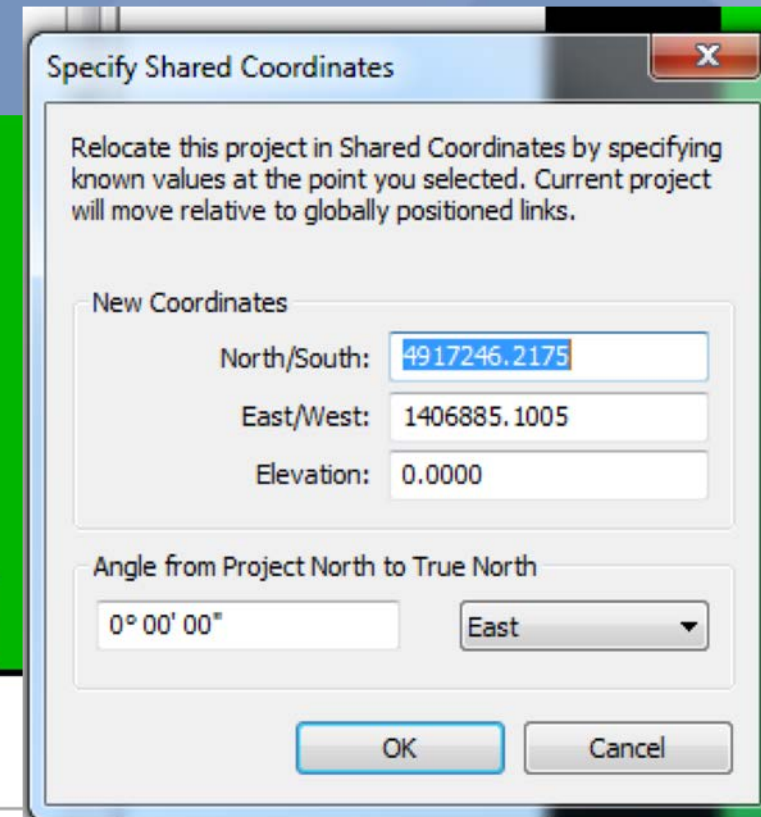 Specify Shared Coordinates
Relocate this project in Shared Coordinates by specifying
known values at the point you selected. Current project
will move relative to globally positioned links.
New Coordinates
North/South: 4917246.2175
East/West: 1406885.1005
Elevation: 0.0000
Angle from Project North to True North
0° 00' 00" East
OK Cancel